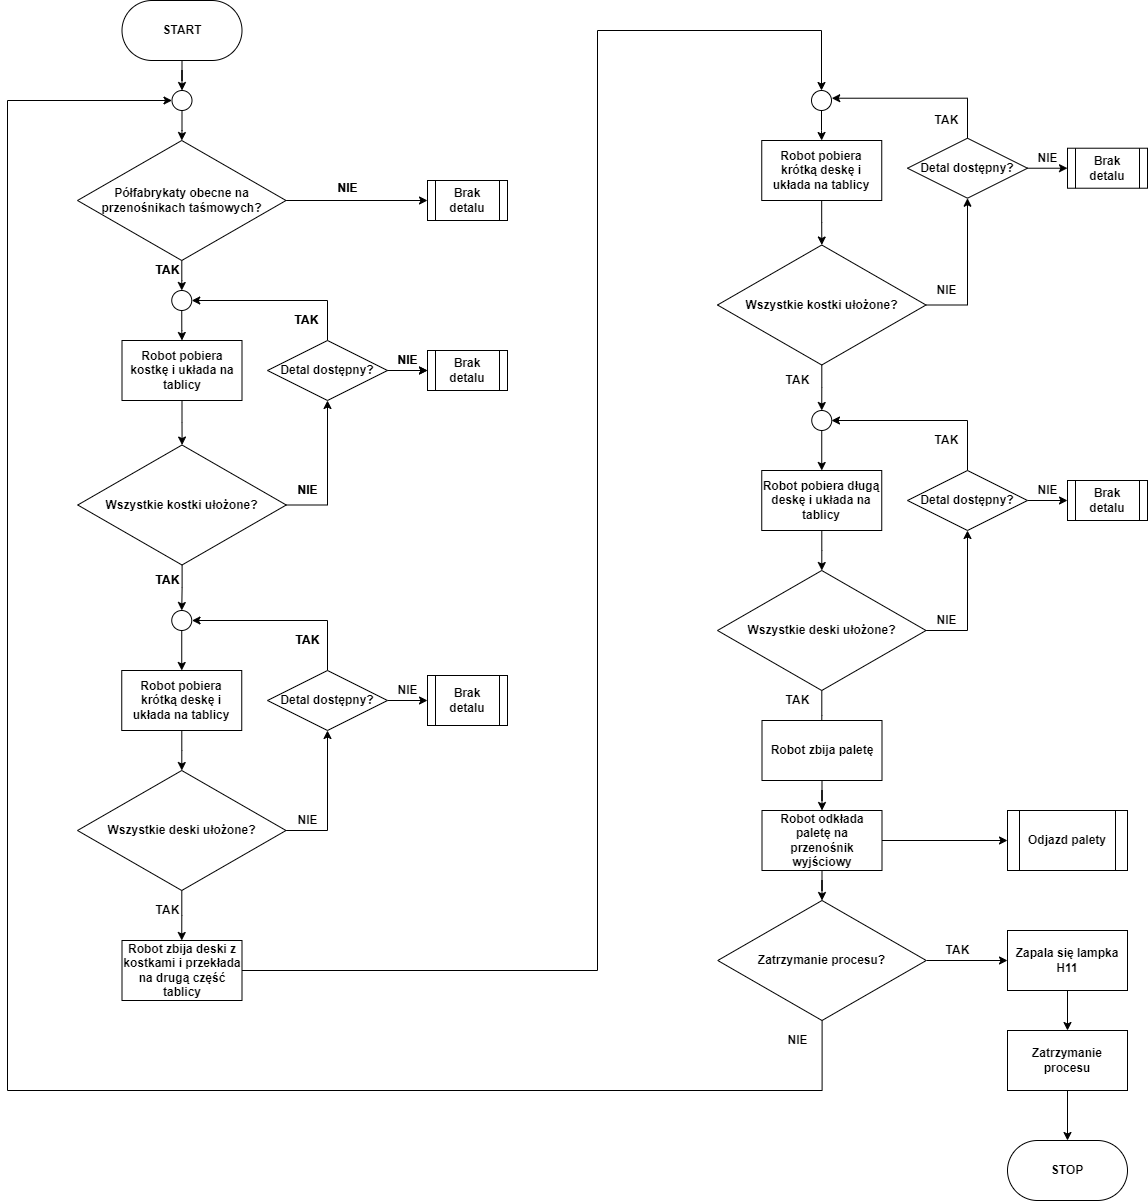 START
Półfabrykaty obecne na
przenośnikach taśmowych?
NIE
Brak
detalu
TAK
Robot pobiera
kostkę i układa na
tablicy
TAK
Detal dostępny?
NIE
Brak
detalu
Wszystkie kostki ułożone?
NIE
TAK
Robot pobiera
krótką deskę i
układa na tablicy
TAK
Detal dostępny?
NIE
Brak
detalu
Wszystkie deski ułożone?
NIE
TAK
Robot zbija deski z
kostkami i przekłada
na drugą część
tablicy
Robot pobiera
krótką deskę i
układa na tablicy
TAK
Detal dostępny?
NIE
Brak
detalu
Wszystkie kostki ułożone?
NIE
TAK
Robot pobiera długą
deskę i układa na
tablicy
TAK
Detal dostępny?
NIE
Brak
detalu
Wszystkie deski ułożone?
NIE
TAK
Robot zbija paletę
Robot odkłada
paletę na
przenośnik
wyjściowy
Odjazd palety
Zatrzymanie procesu?
TAK
Zapala się lampka
H11
NIE
Zatrzymanie
procesu
STOP